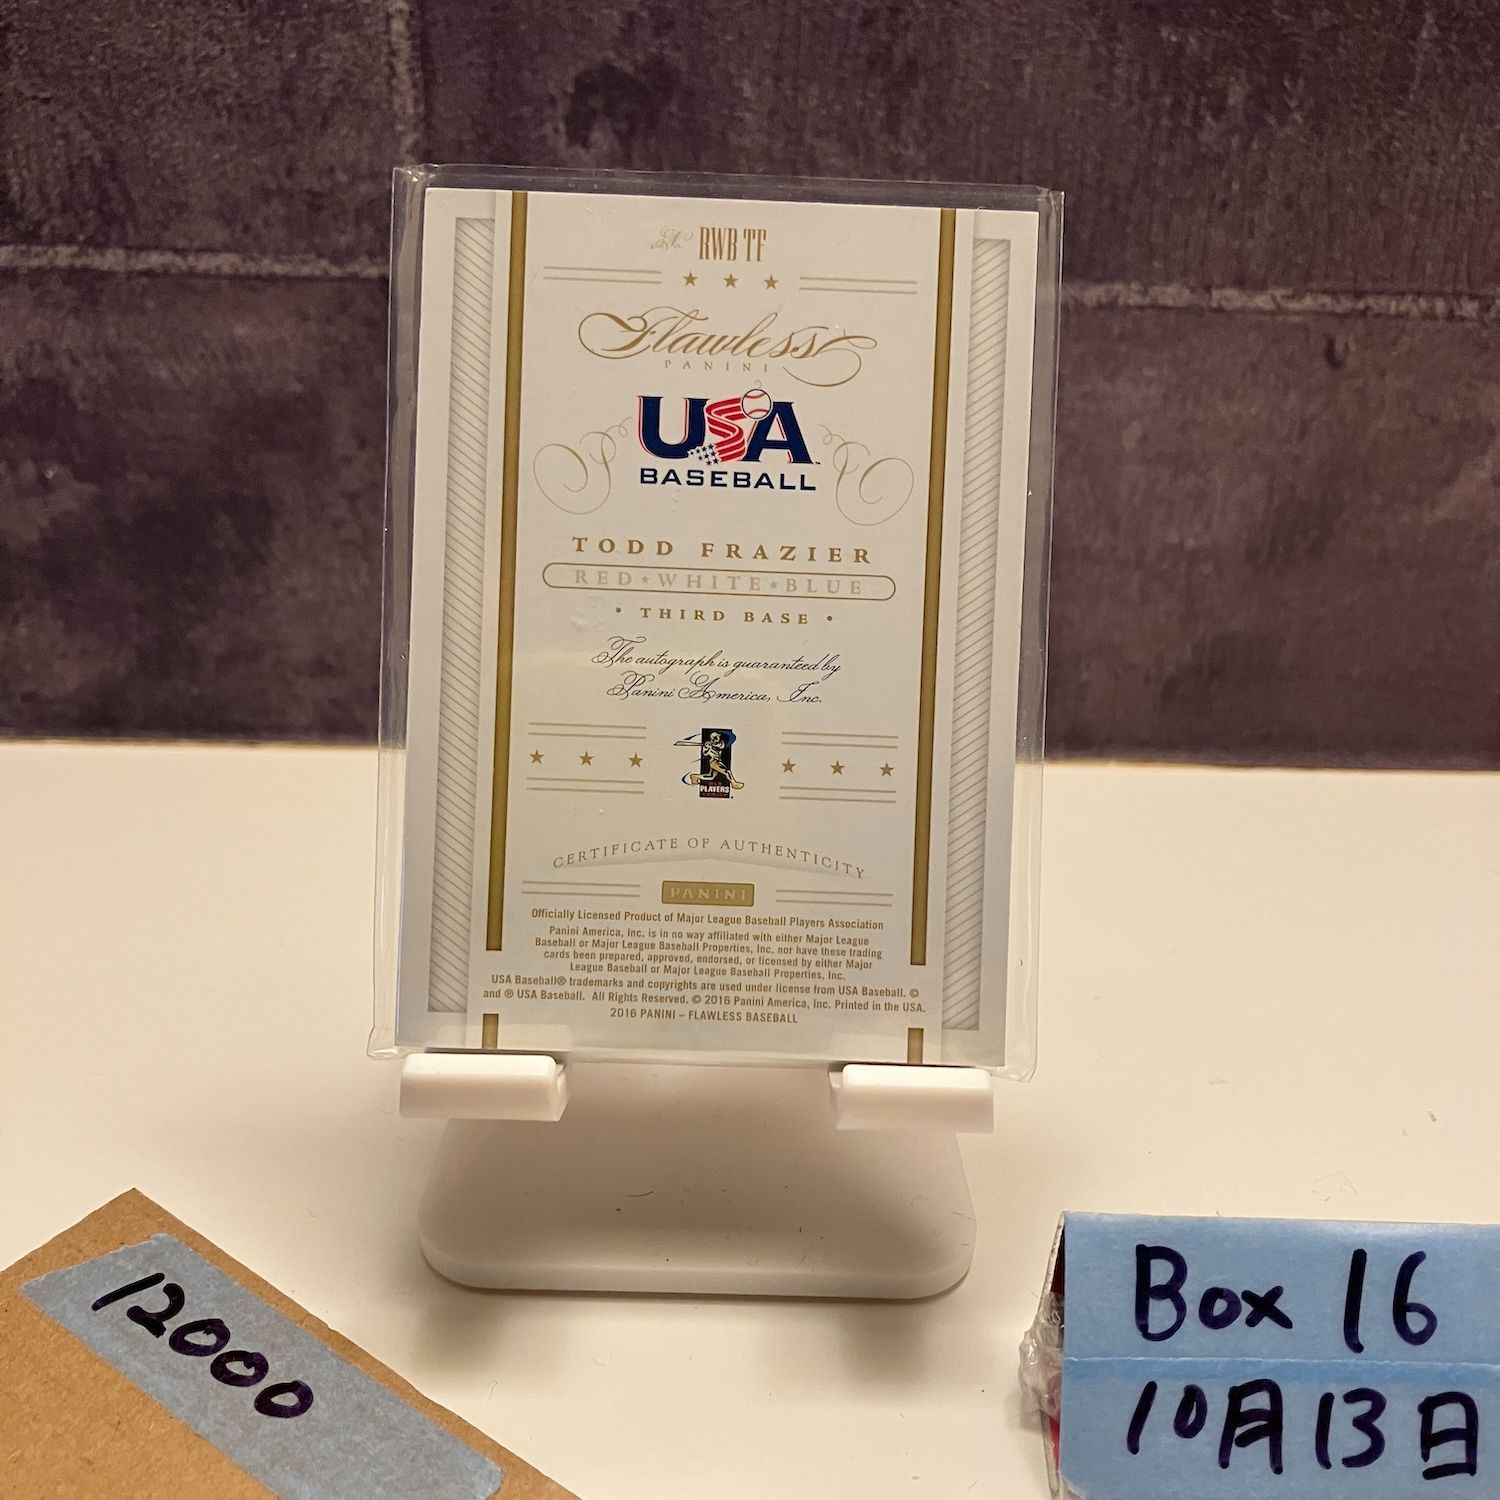 No. RWB TF
Flawless
PANINI
USA
BASEBALL
TODD FRAZIER
RED★WHITE★BLUE
• THIRD BASE •
The autograph is guaranteed by
Panini America, Inc.
PLAYERS
CERTIFICATE OF AUTHENTICITY
PANINI
Officially Licensed Product of Major League Baseball Players Association
Panini America, Inc. is in no way affiliated with either Major League
Baseball or Major League Baseball Properties, Inc. nor have these trading
cards been prepared, approved, endorsed, or licensed by either Major
League Baseball or Major League Baseball Properties, Inc.
USA Baseball® trademarks and copyrights are used under license from USA Baseball. ©
and ® USA Baseball. All Rights Reserved. © 2016 Panini America, Inc. Printed in the USA.
2016 PANINI – FLAWLESS BASEBALL
12000
Box 16
10月13日